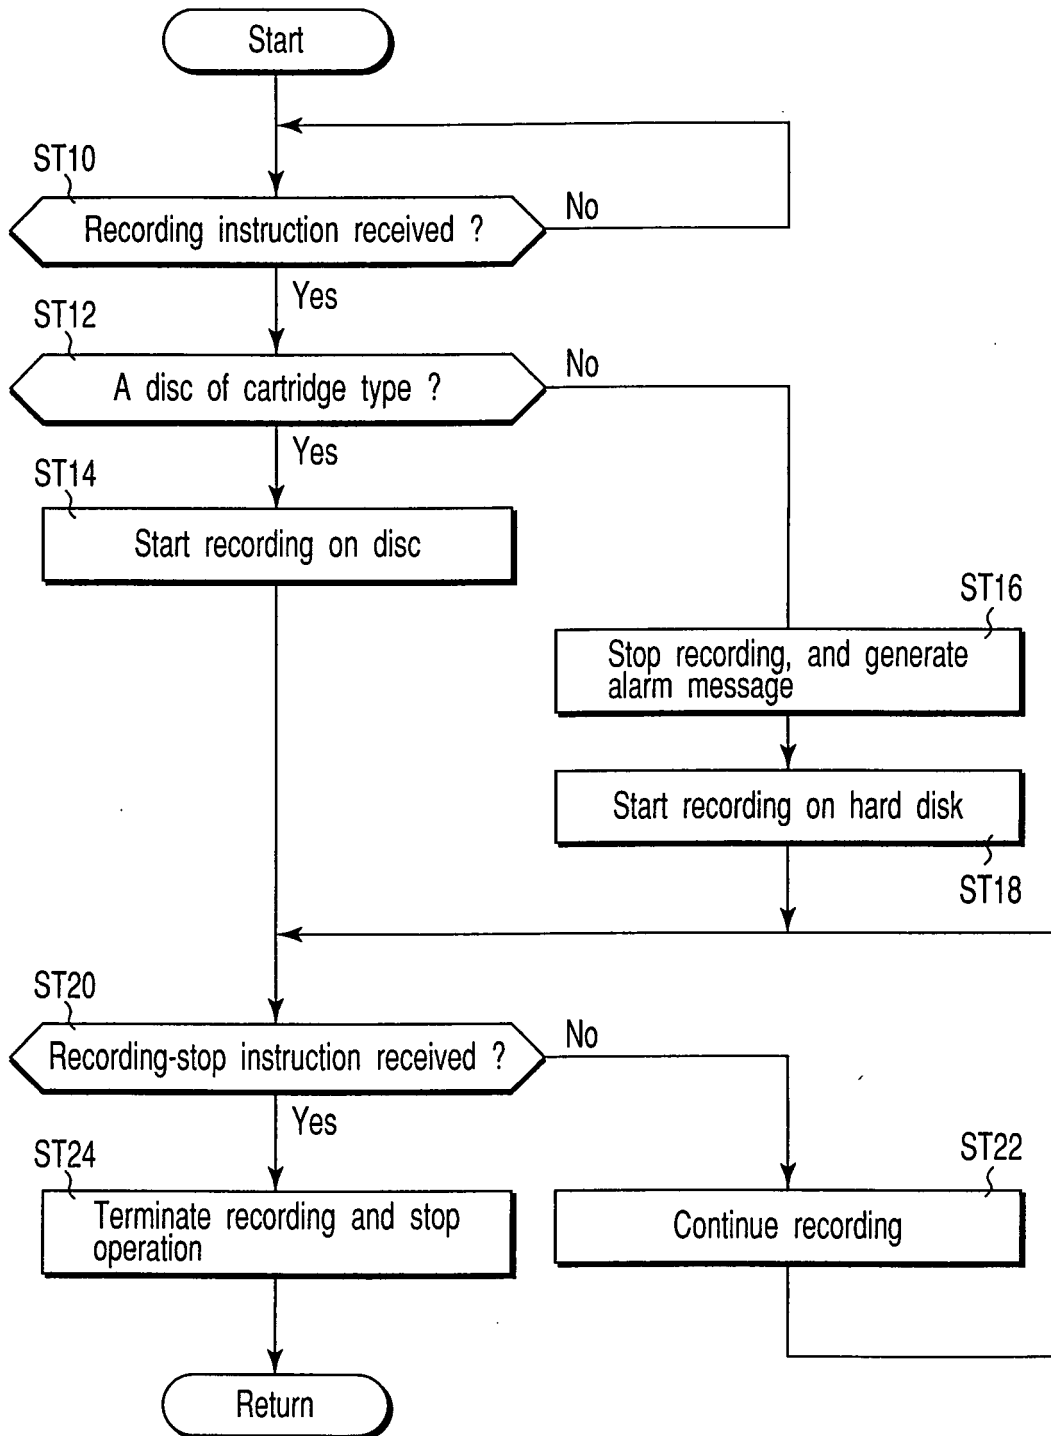 Start
ST10
Recording instruction received ?
No
Yes
ST12
A disc of cartridge type ?
No
Yes
ST14
Start recording on disc
ST16
Stop recording, and generate
alarm message
Start recording on hard disk
ST18
ST20
Recording-stop instruction received ?
No
Yes
ST24
Terminate recording and stop
operation
ST22
Continue recording
Return